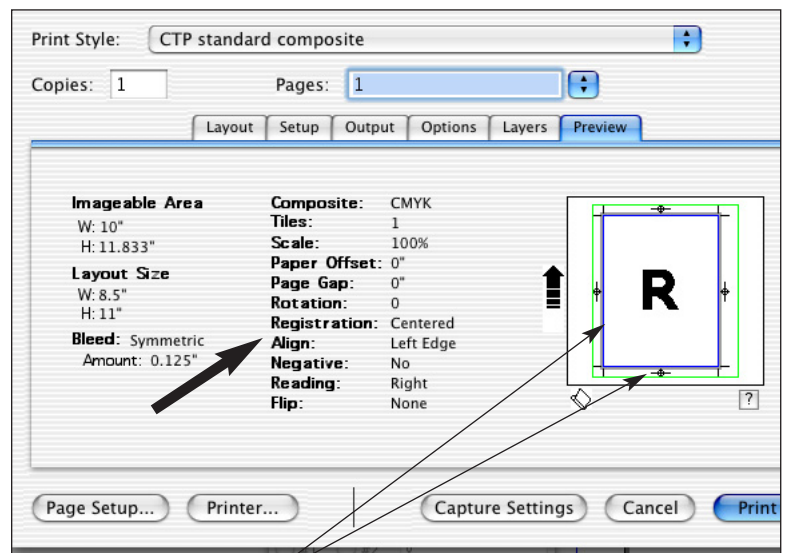 Print Style: CTP standard composite
Copies: 1 Pages: 1
Layout Setup Output Options Layers Preview
Imageable Area
W: 10"
H: 11.833"
Layout Size
W: 8.5"
H: 11"
Bleed: Symmetric
Amount: 0.125"
Composite: CMYK
Tiles: 1
Scale: 100%
Paper Offset: 0"
Page Gap: 0"
Rotation: 0
Registration: Centered
Align: Left Edge
Negative: No
Reading: Right
Flip: None
R
?
Page Setup... Printer... Capture Settings Cancel Print